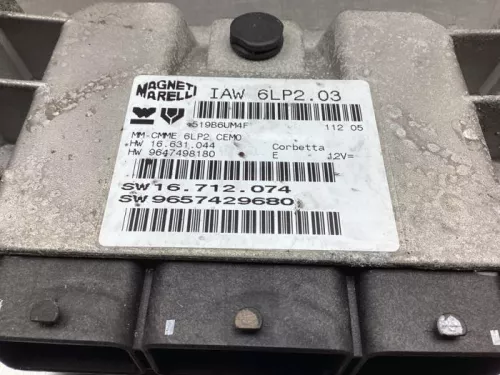 MAGNETI MARELLI IAW 6LP2.03
519B6UM4F 112 05
MM-CMME 6LP2 CEMO
HW 16.631.044 Corbetta
HW 9647498180 E 12V=
SW 16.712.074
SW 9657429680